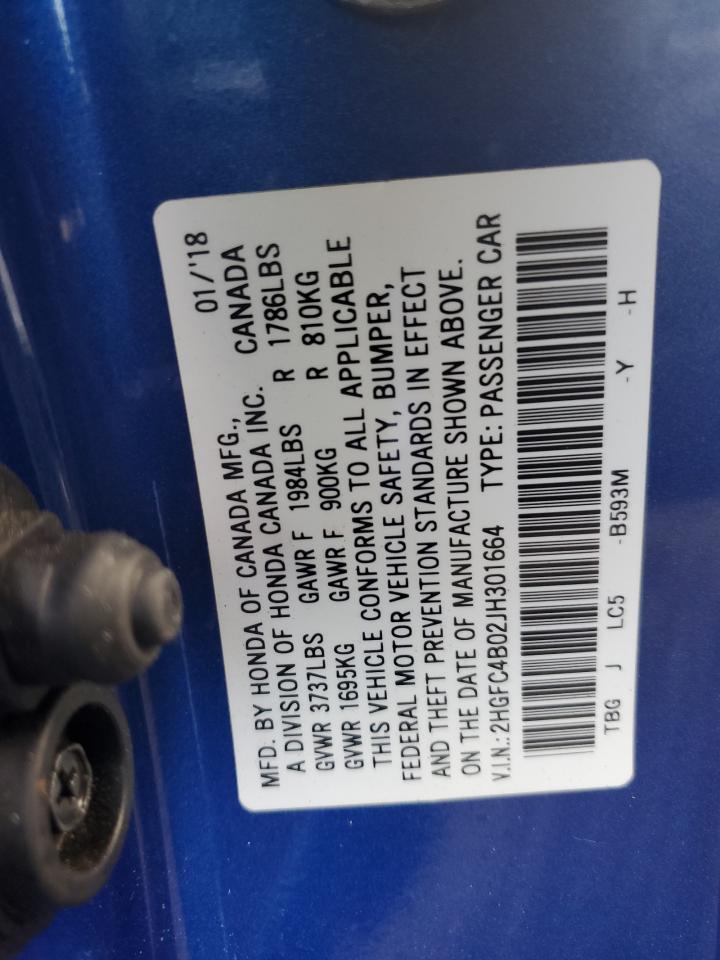 MFD. BY HONDA OF CANADA MFG., 01/'18
A DIVISION OF HONDA CANADA INC. CANADA
GVWR 3737LBS GAWR F 1984LBS R 1786LBS
GVWR 1695KG GAWR F 900KG R 810KG
THIS VEHICLE CONFORMS TO ALL APPLICABLE
FEDERAL MOTOR VEHICLE SAFETY, BUMPER,
AND THEFT PREVENTION STANDARDS IN EFFECT
ON THE DATE OF MANUFACTURE SHOWN ABOVE.
V.I.N.:2HGFC4B02JH301664 TYPE: PASSENGER CAR
TBG J LC5 -B593M -Y -H